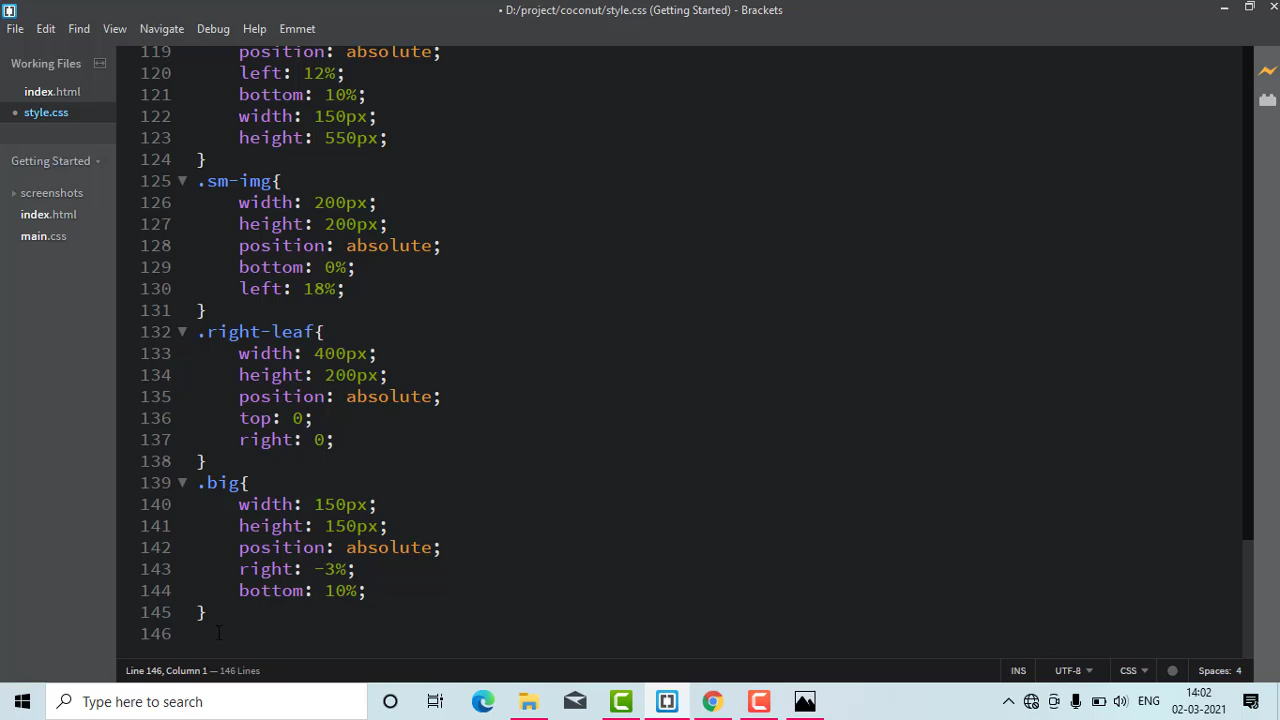 • D:/project/coconut/style.css (Getting Started) - Brackets
File Edit Find View Navigate Debug Help Emmet
Working Files
index.html
• style.css
Getting Started
screenshots
index.html
main.css
119 position: absolute;
120 left: 12%;
121 bottom: 10%;
122 width: 150px;
123 height: 550px;
124 }
125 .sm-img{
126 width: 200px;
127 height: 200px;
128 position: absolute;
129 bottom: 0%;
130 left: 18%;
131 }
132 .right-leaf{
133 width: 400px;
134 height: 200px;
135 position: absolute;
136 top: 0;
137 right: 0;
138 }
139 .big{
140 width: 150px;
141 height: 150px;
142 position: absolute;
143 right: -3%;
144 bottom: 10%;
145 }
146
Line 146, Column 1 — 146 Lines
INS UTF-8 CSS Spaces: 4
Type here to search
ENG
14:02
02-03-2021